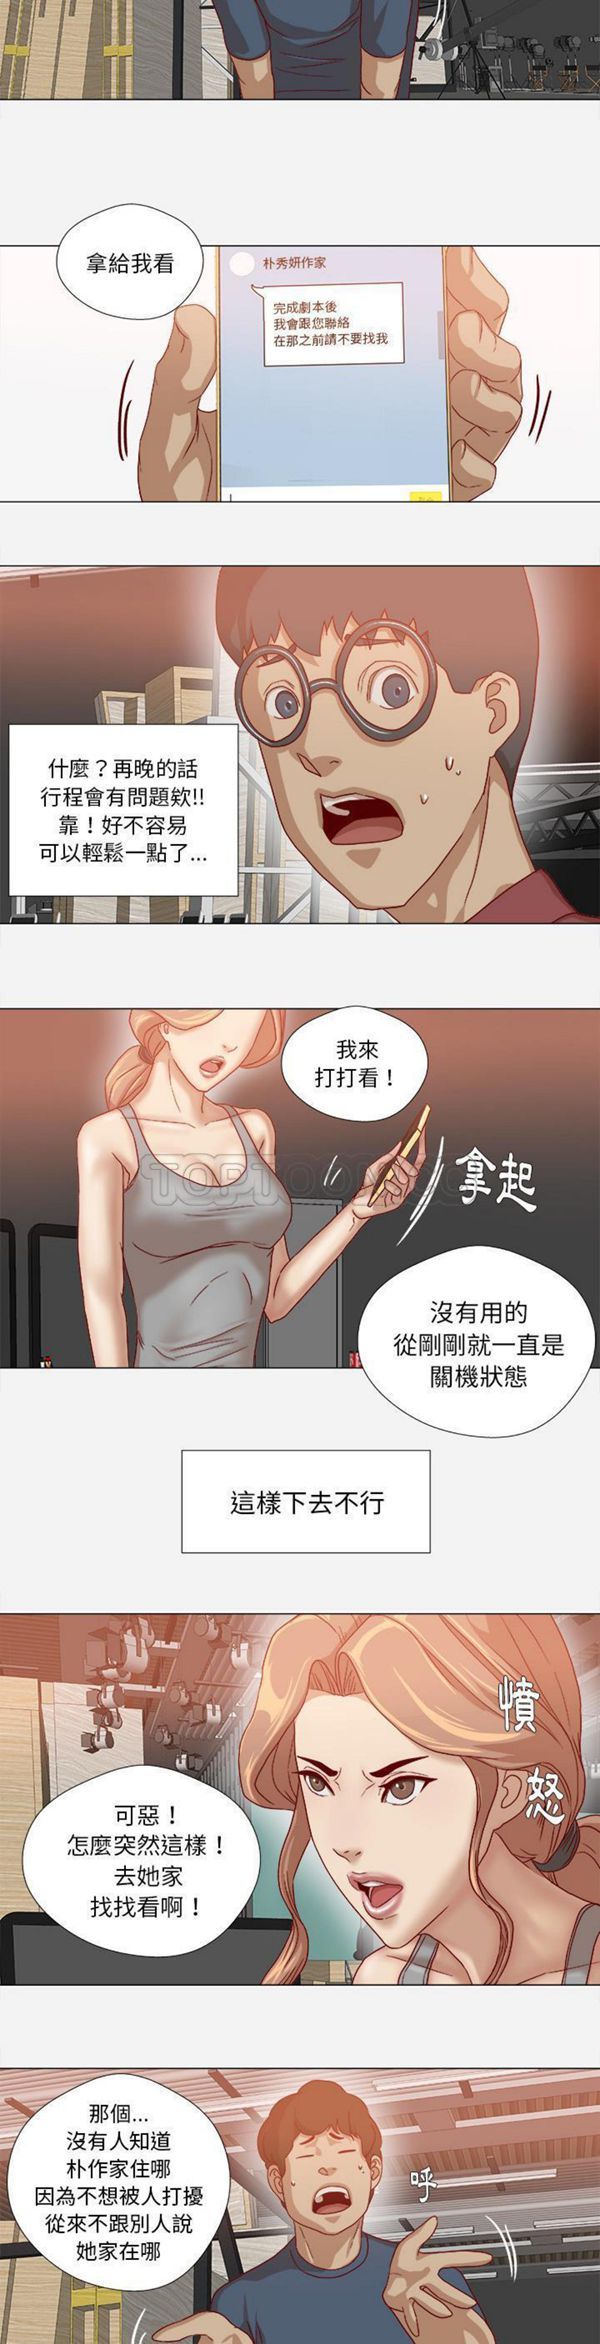 拿給我看
朴秀妍作家
完成劇本後
我會跟您聯絡
在那之前請不要找我
什麼？再晚的話
行程會有問題欸!!
靠！好不容易
可以輕鬆一點了...
我來
打打看！
拿起
沒有用的
從剛剛就一直是
關機狀態
這樣下去不行
憤
怒
可惡！
怎麼突然這樣！
去她家
找找看啊！
那個...
沒有人知道
朴作家住哪
因為不想被人打擾
從來不跟別人說
她家在哪
呼